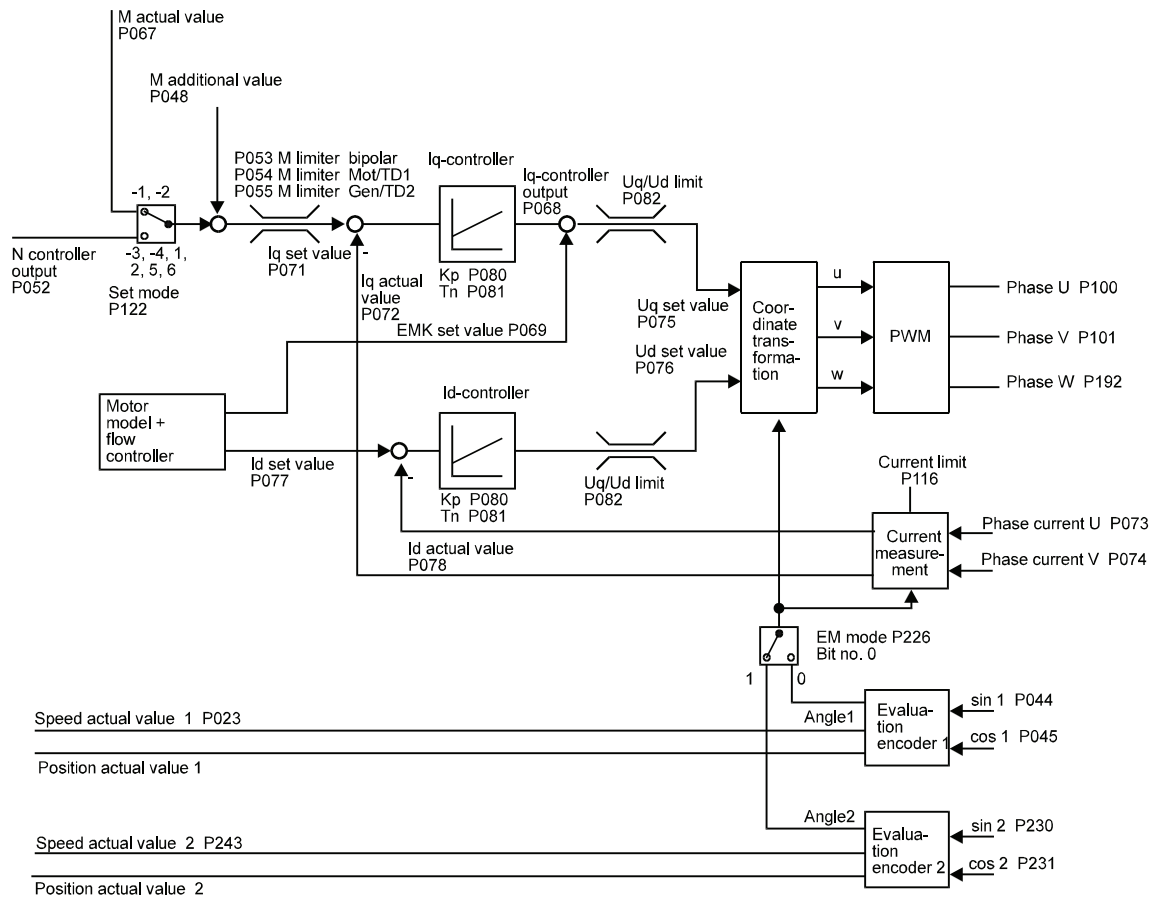 M actual value
P067
M additional value
P048
P053 M limiter bipolar
P054 M limiter Mot/TD1
P055 M limiter Gen/TD2
Iq-controller
Iq-controller
output
P068
Uq/Ud limit
P082
-1, -2
N controller
output
P052
-3, -4, 1,
2, 5, 6
Set mode
P122
Iq set value
P071
-
Iq actual
value
P072
Kp P080
Tn P081
EMK set value P069
Uq set value
P075
Ud set value
P076
Coor-
dinate
trans-
forma-
tion
u
v
w
PWM
Phase U P100
Phase V P101
Phase W P192
Motor
model +
flow
controller
Id-controller
Id set value
P077
-
Kp P080
Tn P081
Uq/Ud limit
P082
Current limit
P116
Id actual value
P078
Current
measure-
ment
Phase current U P073
Phase current V P074
EM mode P226
Bit no. 0
1
0
Speed actual value 1 P023
Position actual value 1
Angle1
Evalua-
tion
encoder 1
sin 1 P044
cos 1 P045
Speed actual value 2 P243
Position actual value 2
Angle2
Evalua-
tion
encoder 2
sin 2 P230
cos 2 P231